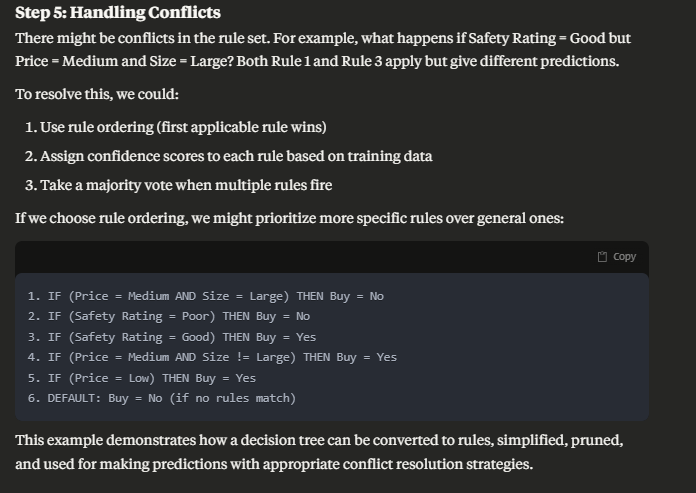 Step 5: Handling Conflicts
There might be conflicts in the rule set. For example, what happens if Safety Rating = Good but
Price = Medium and Size = Large? Both Rule 1 and Rule 3 apply but give different predictions.
To resolve this, we could:
1. Use rule ordering (first applicable rule wins)
2. Assign confidence scores to each rule based on training data
3. Take a majority vote when multiple rules fire
If we choose rule ordering, we might prioritize more specific rules over general ones:
Copy
1. IF (Price = Medium AND Size = Large) THEN Buy = No
2. IF (Safety Rating = Poor) THEN Buy = No
3. IF (Safety Rating = Good) THEN Buy = Yes
4. IF (Price = Medium AND Size != Large) THEN Buy = Yes
5. IF (Price = Low) THEN Buy = Yes
6. DEFAULT: Buy = No (if no rules match)
This example demonstrates how a decision tree can be converted to rules, simplified, pruned,
and used for making predictions with appropriate conflict resolution strategies.